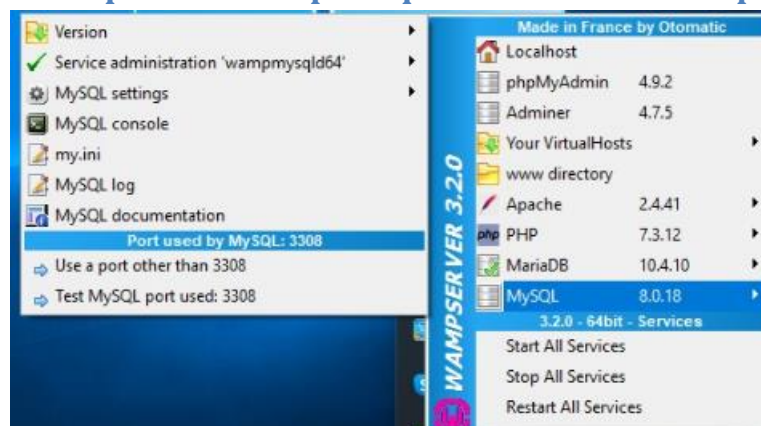 Version
Service administration 'wampmysqld64'
MySQL settings
MySQL console
my.ini
MySQL log
MySQL documentation
Port used by MySQL: 3308
Use a port other than 3308
Test MySQL port used: 3308
WAMPSERVER 3.2.0
Made in France by Otomatic
Localhost
phpMyAdmin 4.9.2
Adminer 4.7.5
Your VirtualHosts
www directory
Apache 2.4.41
php PHP 7.3.12
MariaDB 10.4.10
MySQL 8.0.18
3.2.0 - 64bit - Services
Start All Services
Stop All Services
Restart All Services